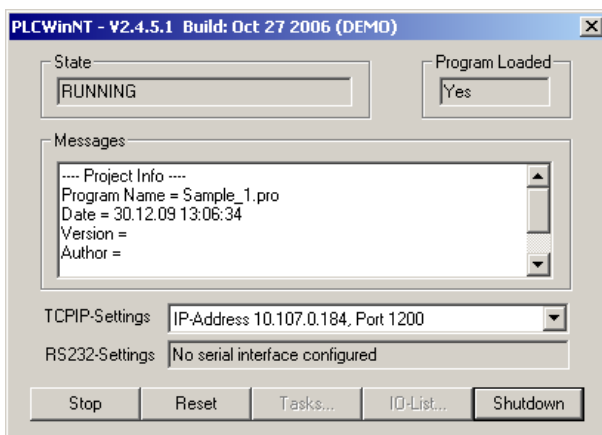 PLCWinNT - V2.4.5.1 Build: Oct 27 2006 (DEMO)
State
RUNNING
Program Loaded
Yes
Messages
---- Project Info ----
Program Name = Sample_1.pro
Date = 30.12.09 13:06:34
Version =
Author =
TCPIP-Settings IP-Address 10.107.0.184, Port 1200
RS232-Settings No serial interface configured
Stop Reset Tasks... IO-List... Shutdown